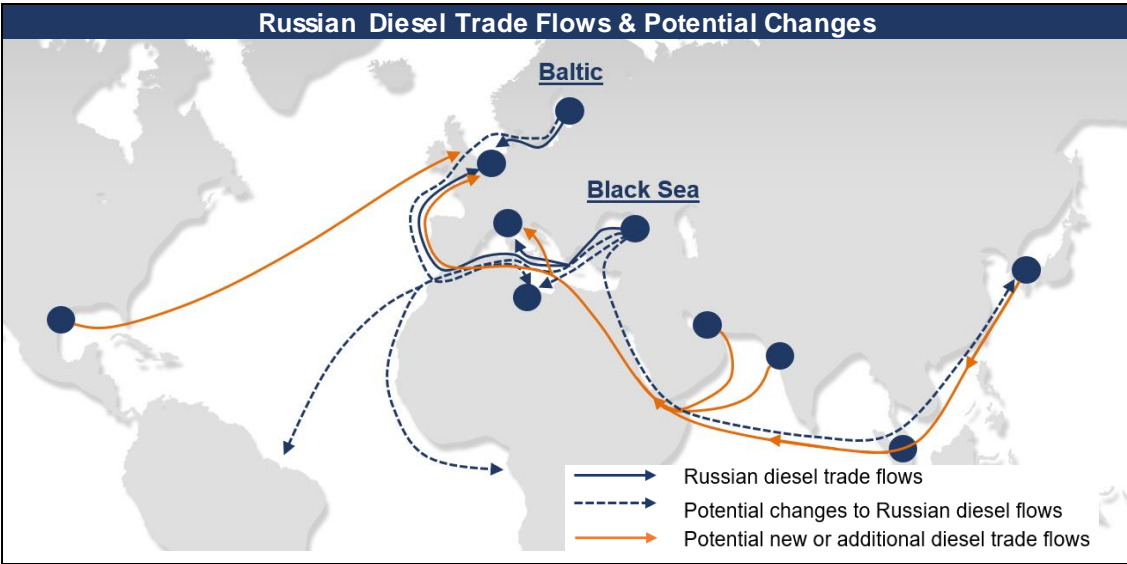 Russian Diesel Trade Flows & Potential Changes
Baltic
Black Sea
Russian diesel trade flows
Potential changes to Russian diesel flows
Potential new or additional diesel trade flows